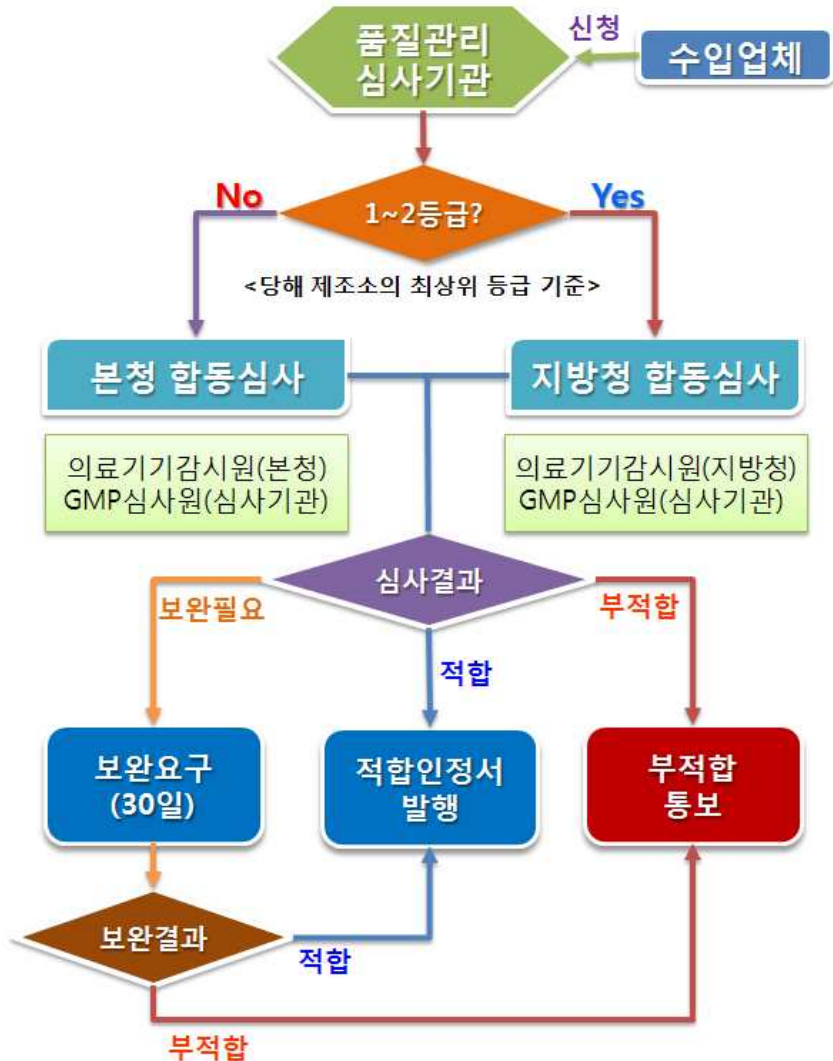 품질관리
심사기관
신청
수입업체
No
1~2등급?
Yes
<당해 제조소의 최상위 등급 기준>
본청 합동심사
지방청 합동심사
의료기기감시원(본청)
GMP심사원(심사기관)
의료기기감시원(지방청)
GMP심사원(심사기관)
심사결과
보완필요
적합
부적합
보완요구
(30일)
적합인정서
발행
부적합
통보
보완결과
적합
부적합